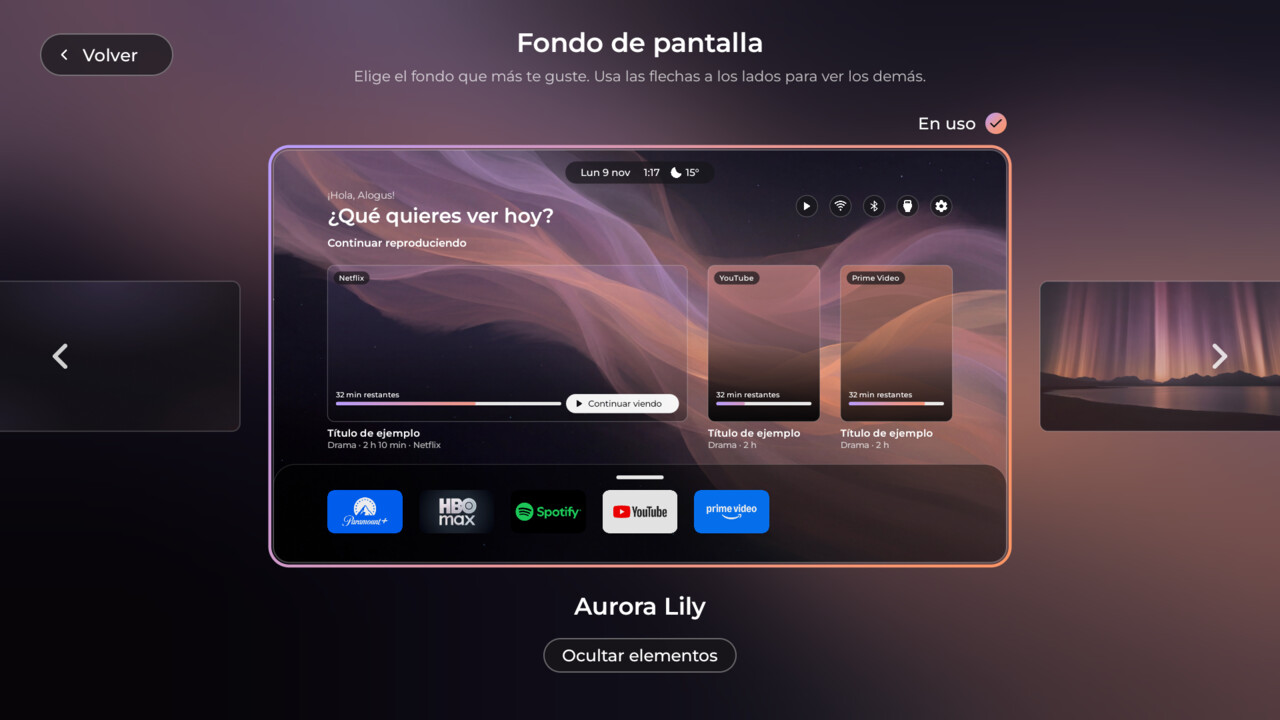 Volver
Fondo de pantalla
Elige el fondo que más te guste. Usa las flechas a los lados para ver los demás.
En uso
Lun 9 nov 1:17 15°
¡Hola, Alogus!
¿Qué quieres ver hoy?
Continuar reproduciendo
Netflix
YouTube
Prime Video
32 min restantes
Continuar viendo
32 min restantes
32 min restantes
Título de ejemplo
Drama · 2 h 10 min · Netflix
Título de ejemplo
Drama · 2 h
Título de ejemplo
Drama · 2 h
Paramount+
HBO max
Spotify
YouTube
prime video
Aurora Lily
Ocultar elementos